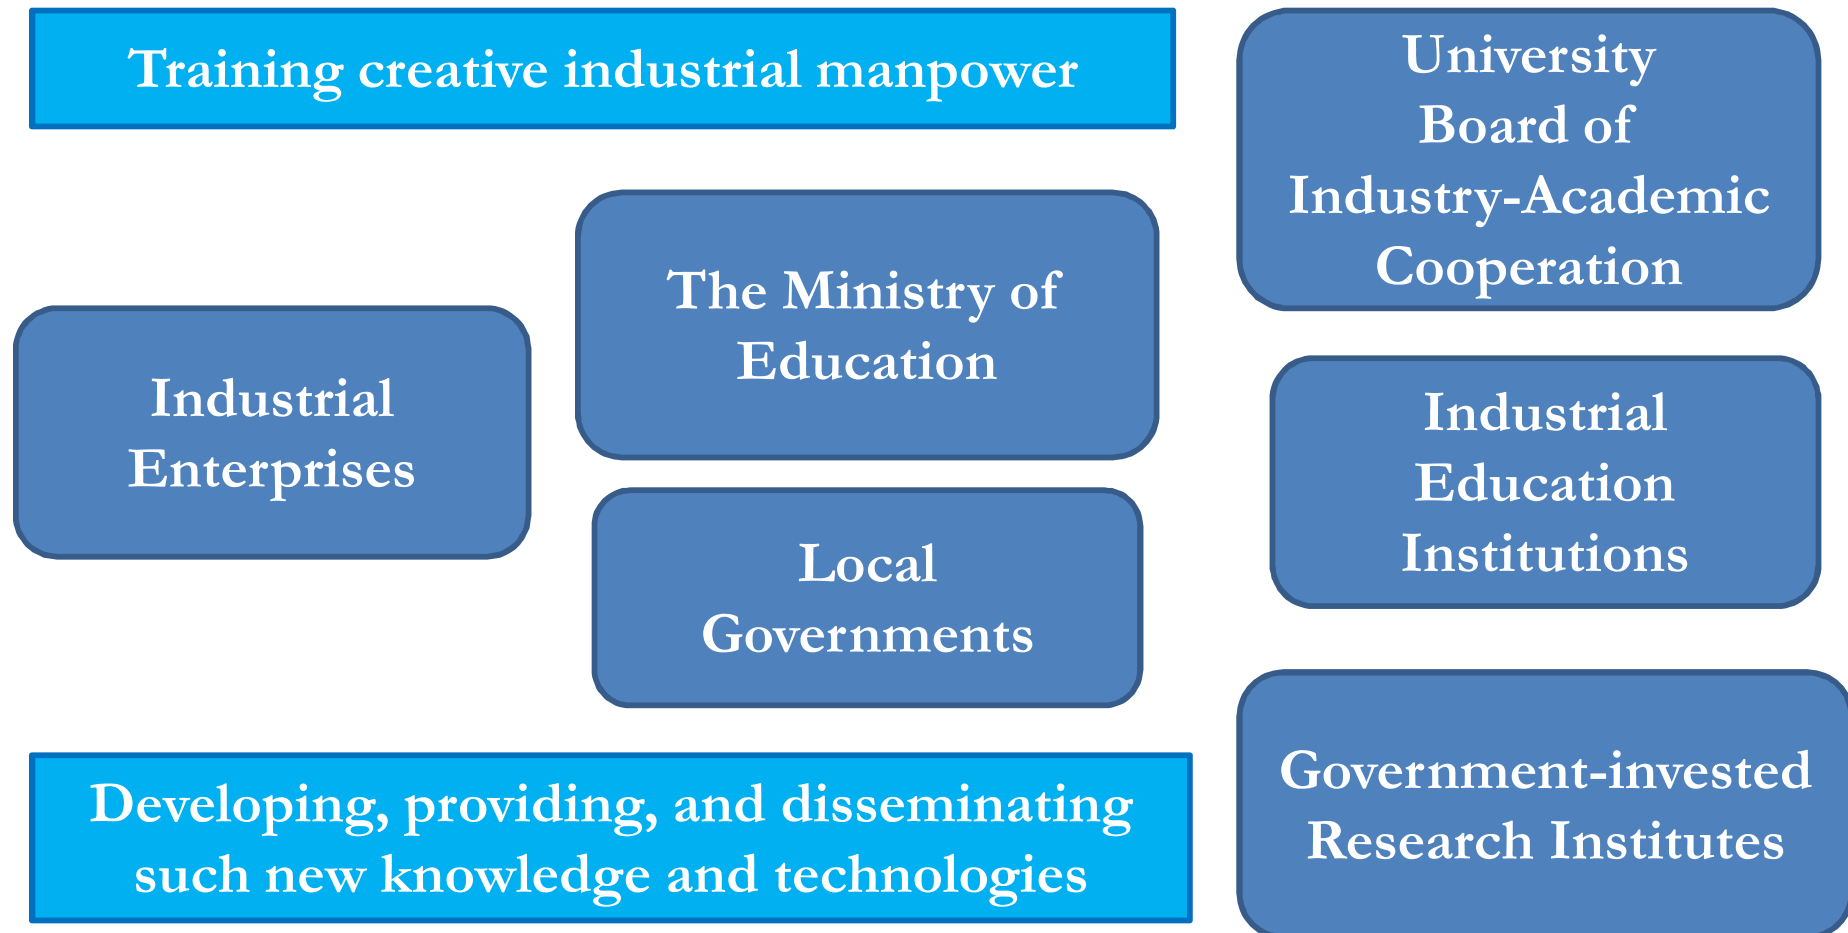 Training creative industrial manpower
University
Board of
Industry-Academic
Cooperation
The Ministry of
Education
Industrial
Enterprises
Industrial
Education
Institutions
Local
Governments
Government-invested
Research Institutes
Developing, providing, and disseminating
such new knowledge and technologies